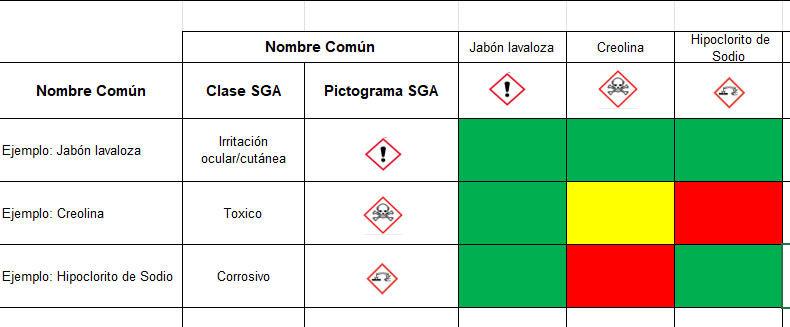 Nombre Común
Jabón lavaloza
Creolina
Hipoclorito de
Sodio
Nombre Común
Clase SGA
Pictograma SGA
Ejemplo: Jabón lavaloza
Irritación
ocular/cutánea
Ejemplo: Creolina
Toxico
Ejemplo: Hipoclorito de Sodio
Corrosivo